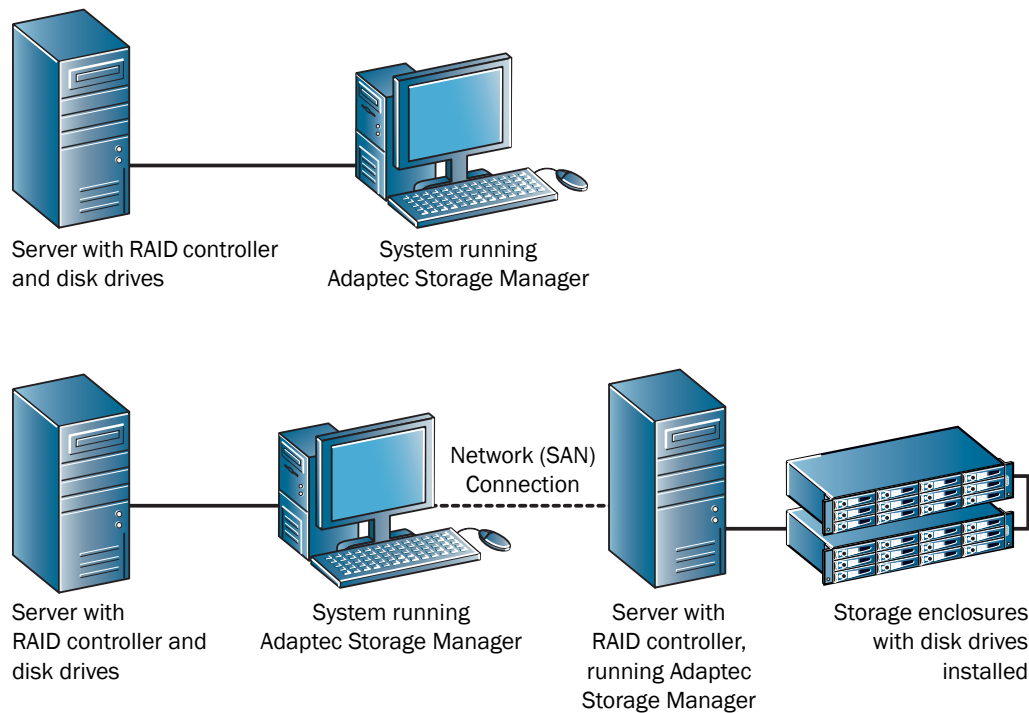 Server with RAID controller
and disk drives
System running
Adaptec Storage Manager
Network (SAN)
Connection
Server with
RAID controller and
disk drives
System running
Adaptec Storage Manager
Server with
RAID controller,
running Adaptec
Storage Manager
Storage enclosures
with disk drives
installed